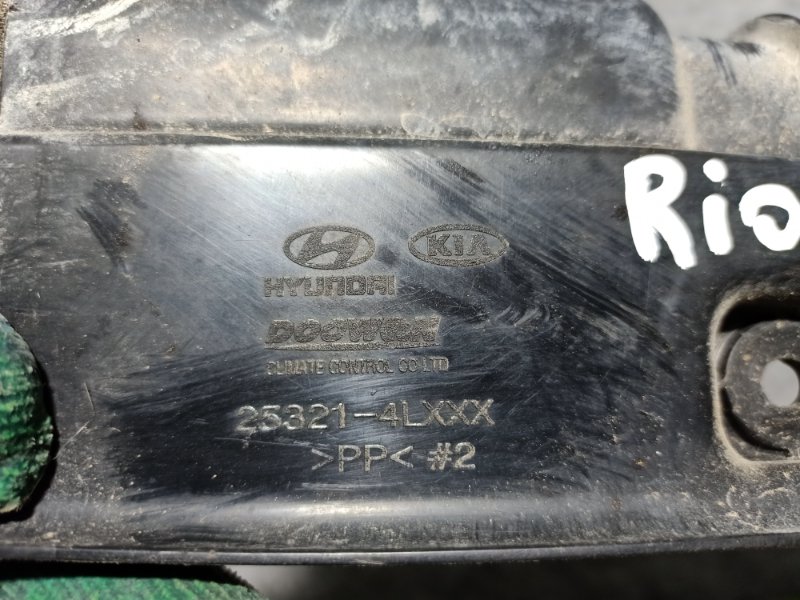 Rio
KIA
HYUNDAI
DOOWON
CLIMATE CONTROL CO LTD
25321-4LXXX
>PP< #2